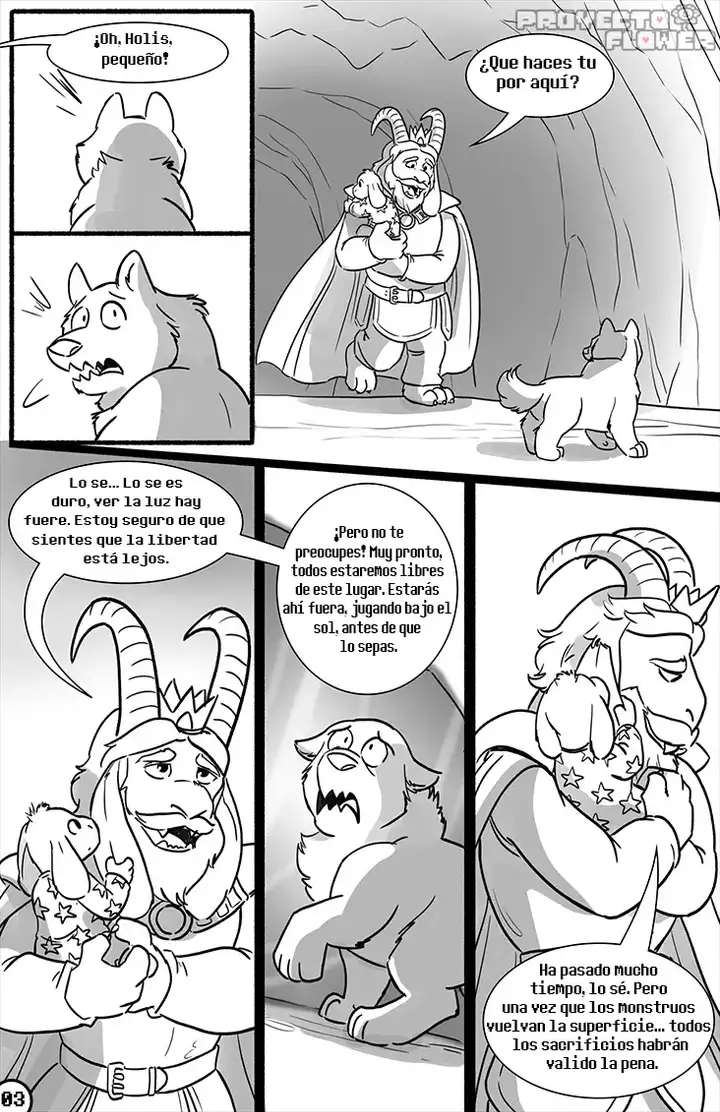 PROYECTO
FLOWER
¡Oh, Holis,
pequeño!
¿Que haces tu
por aquí?
Lo se... Lo se es
duro, ver la luz hay
fuere. Estoy seguro de que
sientes que la libertad
está lejos.
¡Pero no te
preocupes! Muy pronto,
todos estaremos libres
de este lugar. Estarás
ahí fuera, jugando bajo el
sol, antes de que
lo sepas.
Ha pasado mucho
tiempo, lo sé. Pero
una vez que los monstruos
vuelvan la superficie... todos
los sacrificios habrán
valido la pena.
03